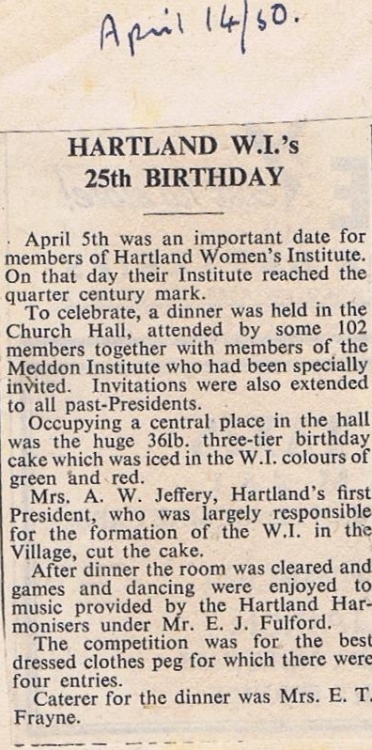 April 14/50.
HARTLAND W.I.'s
25th BIRTHDAY
April 5th was an important date for
members of Hartland Women's Institute.
On that day their Institute reached the
quarter century mark.
To celebrate, a dinner was held in the
Church Hall, attended by some 102
members together with members of the
Meddon Institute who had been specially
invited. Invitations were also extended
to all past-Presidents.
Occupying a central place in the hall
was the huge 36lb. three-tier birthday
cake which was iced in the W.I. colours of
green and red.
Mrs. A. W. Jeffery, Hartland's first
President, who was largely responsible
for the formation of the W.I. in the
Village, cut the cake.
After dinner the room was cleared and
games and dancing were enjoyed to
music provided by the Hartland Har-
monisers under Mr. E. J. Fulford.
The competition was for the best
dressed clothes peg for which there were
four entries.
Caterer for the dinner was Mrs. E. T.
Frayne.